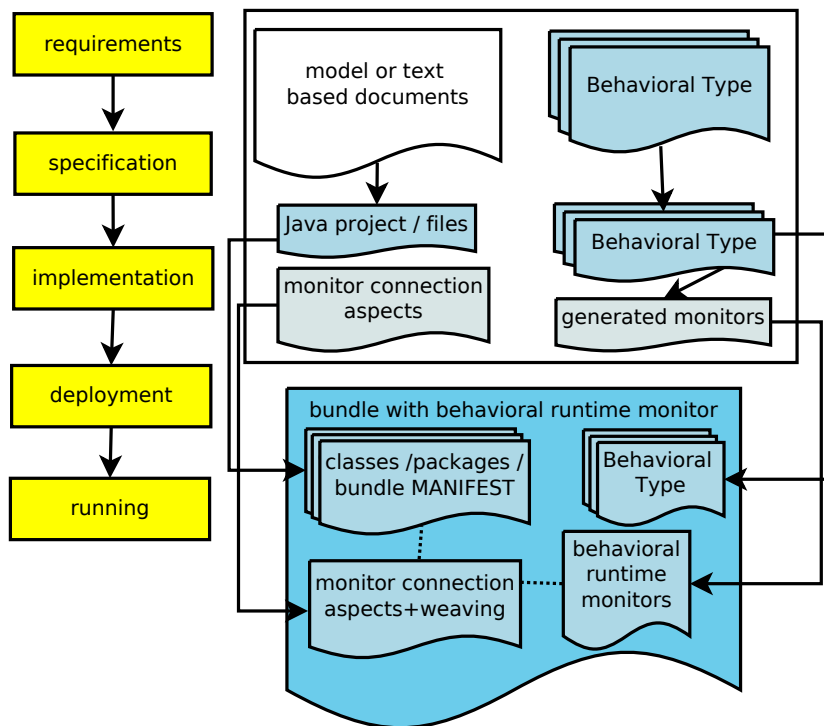 requirements
specification
implementation
deployment
running
model or text
based documents
Behavioral Type
Java project / files
Behavioral Type
monitor connection
aspects
generated monitors
bundle with behavioral runtime monitor
classes /packages /
bundle MANIFEST
Behavioral
Type
monitor connection
aspects+weaving
behavioral
runtime
monitors